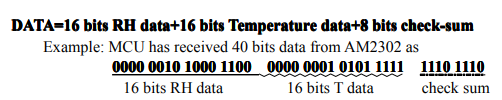 DATA=16 bits RH data+16 bits Temperature data+8 bits check-sum
Example: MCU has received 40 bits data from AM2302 as
0000 0010 1000 1100 0000 0001 0101 1111 1110 1110
16 bits RH data 16 bits T data check sum